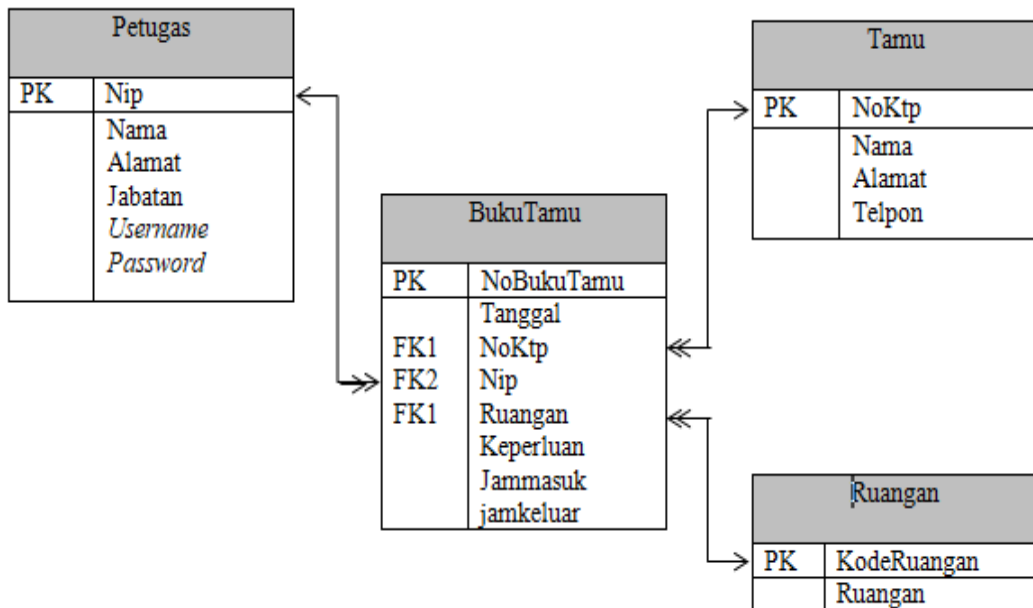 Petugas
PK Nip
Nama
Alamat
Jabatan
Username
Password
Tamu
PK NoKtp
Nama
Alamat
Telpon
BukuTamu
PK NoBukuTamu
Tanggal
FK1 NoKtp
FK2 Nip
FK1 Ruangan
Keperluan
Jammasuk
jamkeluar
Ruangan
PK KodeRuangan
Ruangan